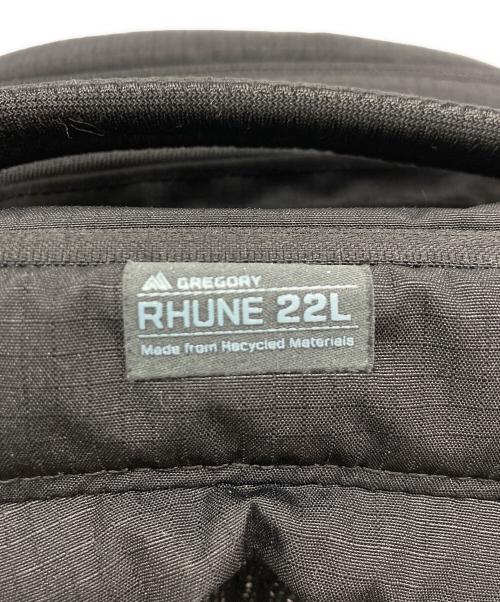 GREGORY
RHUNE 22L
Made from Recycled Materials